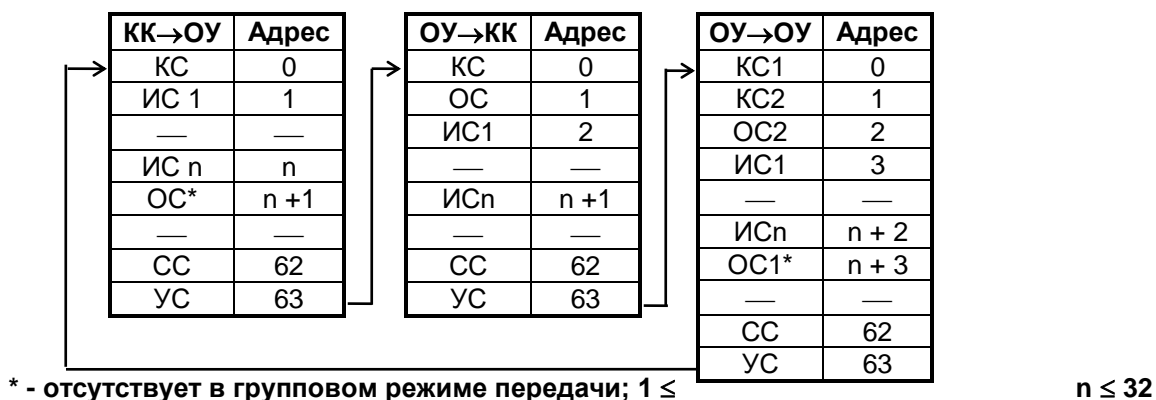 КК→ОУ Адрес
КС 0
ИС 1 1
— —
ИС n n
ОС* n +1
— —
СС 62
УС 63
ОУ→КК Адрес
КС 0
ОС 1
ИС1 2
— —
ИСn n +1
— —
СС 62
УС 63
ОУ→ОУ Адрес
КС1 0
КС2 1
ОС2 2
ИС1 3
— —
ИСn n + 2
ОС1* n + 3
— —
СС 62
УС 63
* - отсутствует в групповом режиме передачи; 1 ≤ n ≤ 32